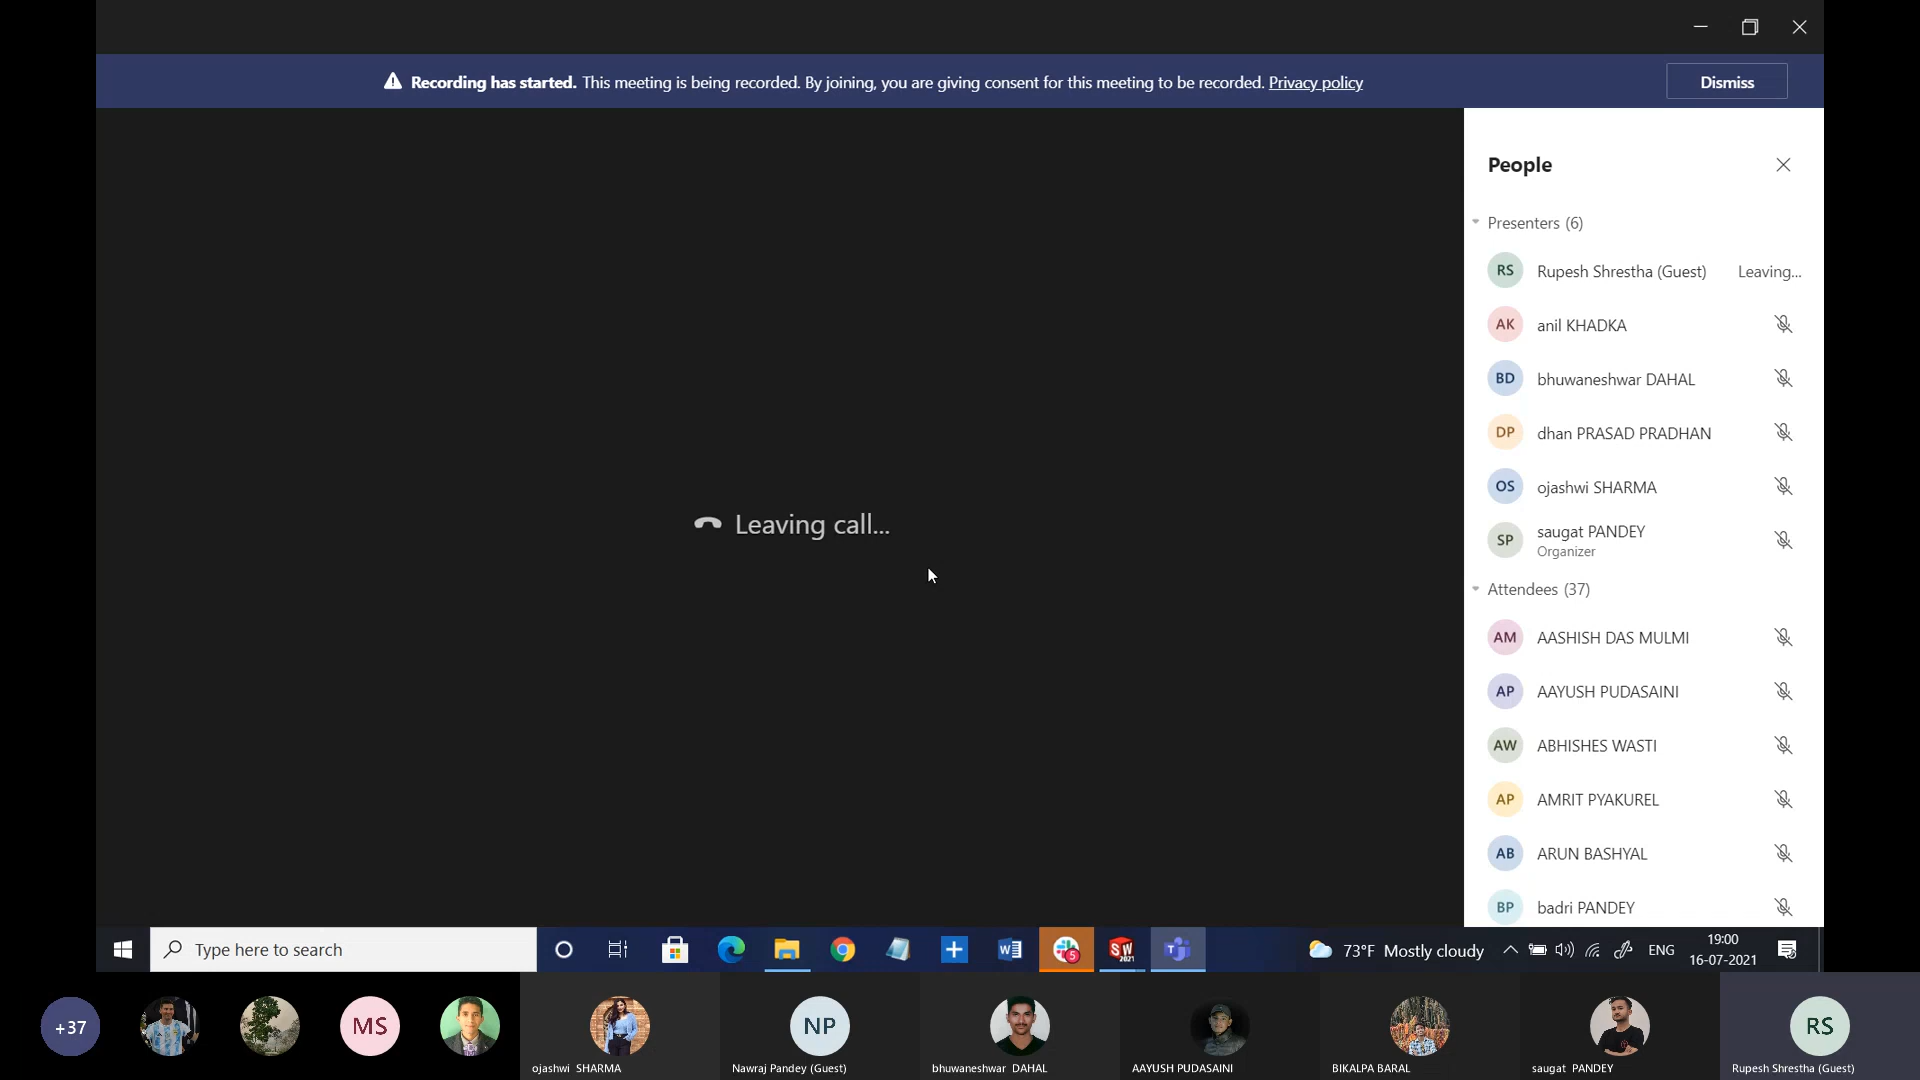 Recording has started. This meeting is being recorded. By joining, you are giving consent for this meeting to be recorded. Privacy policy
Dismiss
People
Presenters (6)
RS Rupesh Shrestha (Guest) Leaving...
AK anil KHADKA
BD bhuwaneshwar DAHAL
DP dhan PRASAD PRADHAN
OS ojashwi SHARMA
SP saugat PANDEY
Organizer
Leaving call...
Attendees (37)
AM AASHISH DAS MULMI
AP AAYUSH PUDASAINI
AW ABHISHES WASTI
AP AMRIT PYAKUREL
AB ARUN BASHYAL
BP badri PANDEY
Type here to search
5
SW
2021
73°F Mostly cloudy
ENG
19:00
16-07-2021
+37
MS
NP
RS
ojashwi SHARMA
Nawraj Pandey (Guest)
bhuwaneshwar DAHAL
AAYUSH PUDASAINI
BIKALPA BARAL
saugat PANDEY
Rupesh Shrestha (Guest)